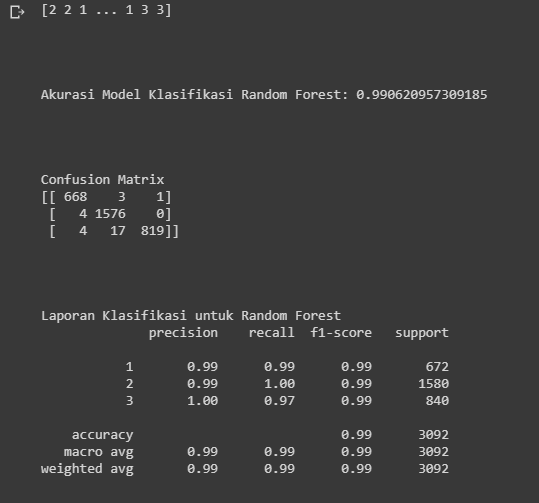 [2 2 1 ... 1 3 3]
Akurasi Model Klasifikasi Random Forest: 0.990620957309185
Confusion Matrix
[[ 668    3    1]
 [   4 1576    0]
 [   4   17  819]]
Laporan Klasifikasi untuk Random Forest
              precision    recall  f1-score   support
           1       0.99      0.99      0.99       672
           2       0.99      1.00      0.99      1580
           3       1.00      0.97      0.99       840
    accuracy                           0.99      3092
   macro avg       0.99      0.99      0.99      3092
weighted avg       0.99      0.99      0.99      3092